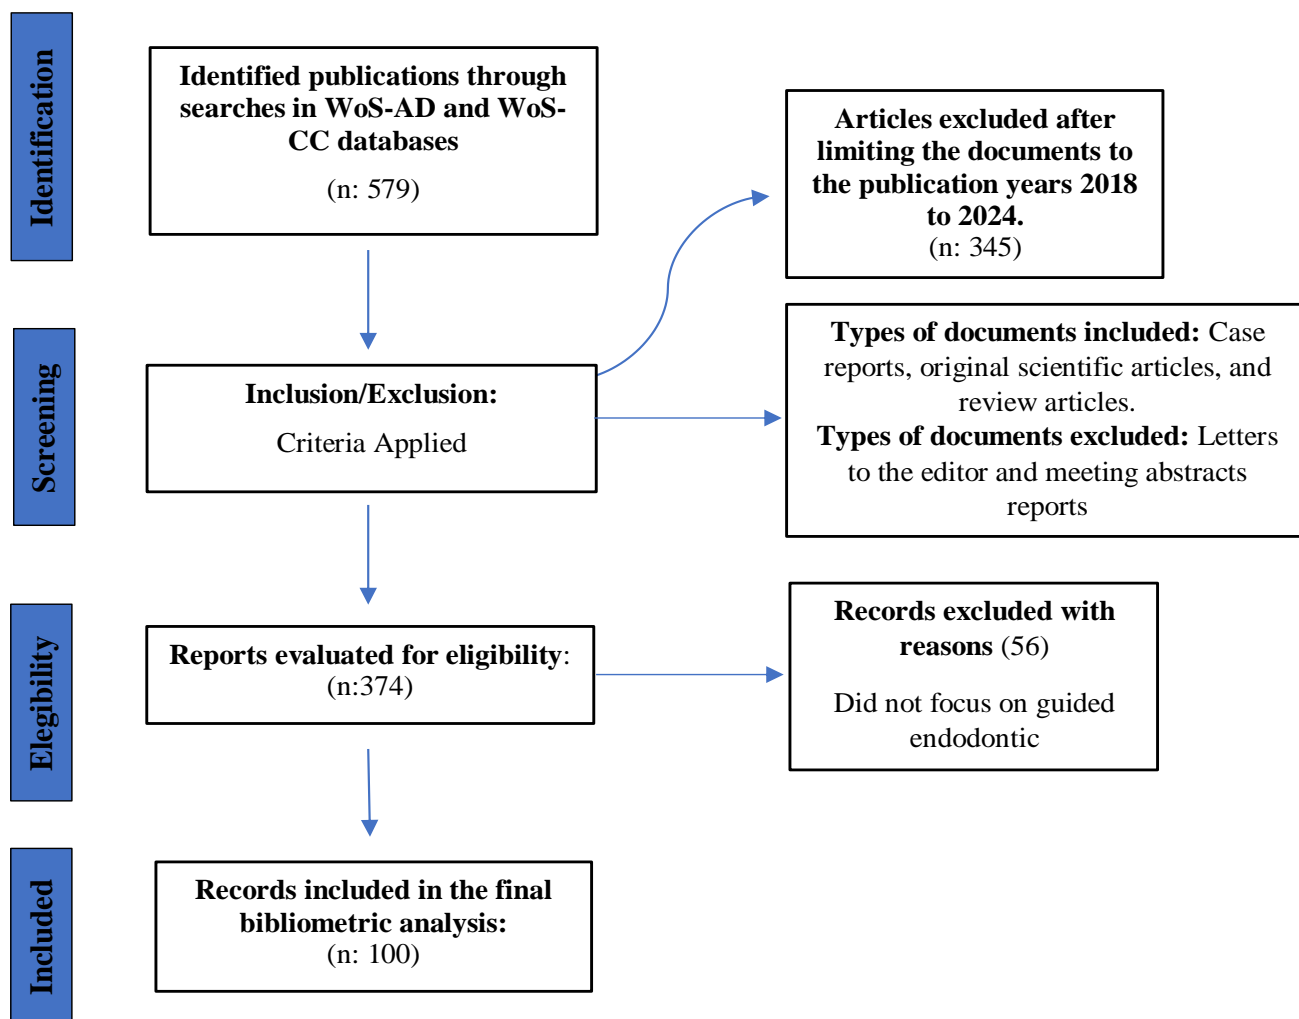 Identification
Identified publications through
searches in WoS-AD and WoS-
CC databases
(n: 579)
Articles excluded after
limiting the documents to
the publication years 2018
to 2024.
(n: 345)
Screening
Inclusion/Exclusion:
Criteria Applied
Types of documents included: Case
reports, original scientific articles, and
review articles.
Types of documents excluded: Letters
to the editor and meeting abstracts
reports
Elegibility
Reports evaluated for eligibility:
(n:374)
Records excluded with
reasons (56)
Did not focus on guided
endodontic
Included
Records included in the final
bibliometric analysis:
(n: 100)